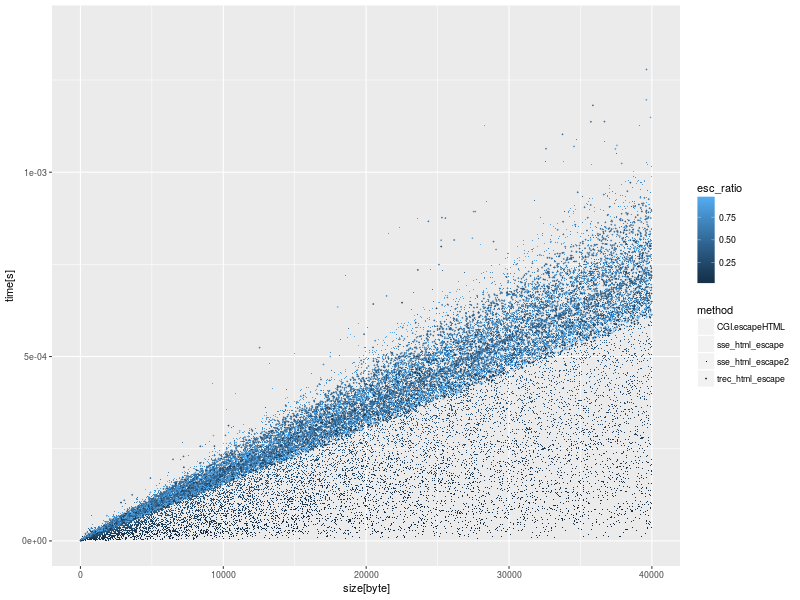 1e-03
5e-04
0e+00
time[s]
0
10000
20000
30000
40000
size[byte]
esc_ratio
0.75
0.50
0.25
method
CGI.escapeHTML
sse_html_escape
sse_html_escape2
trec_html_escape